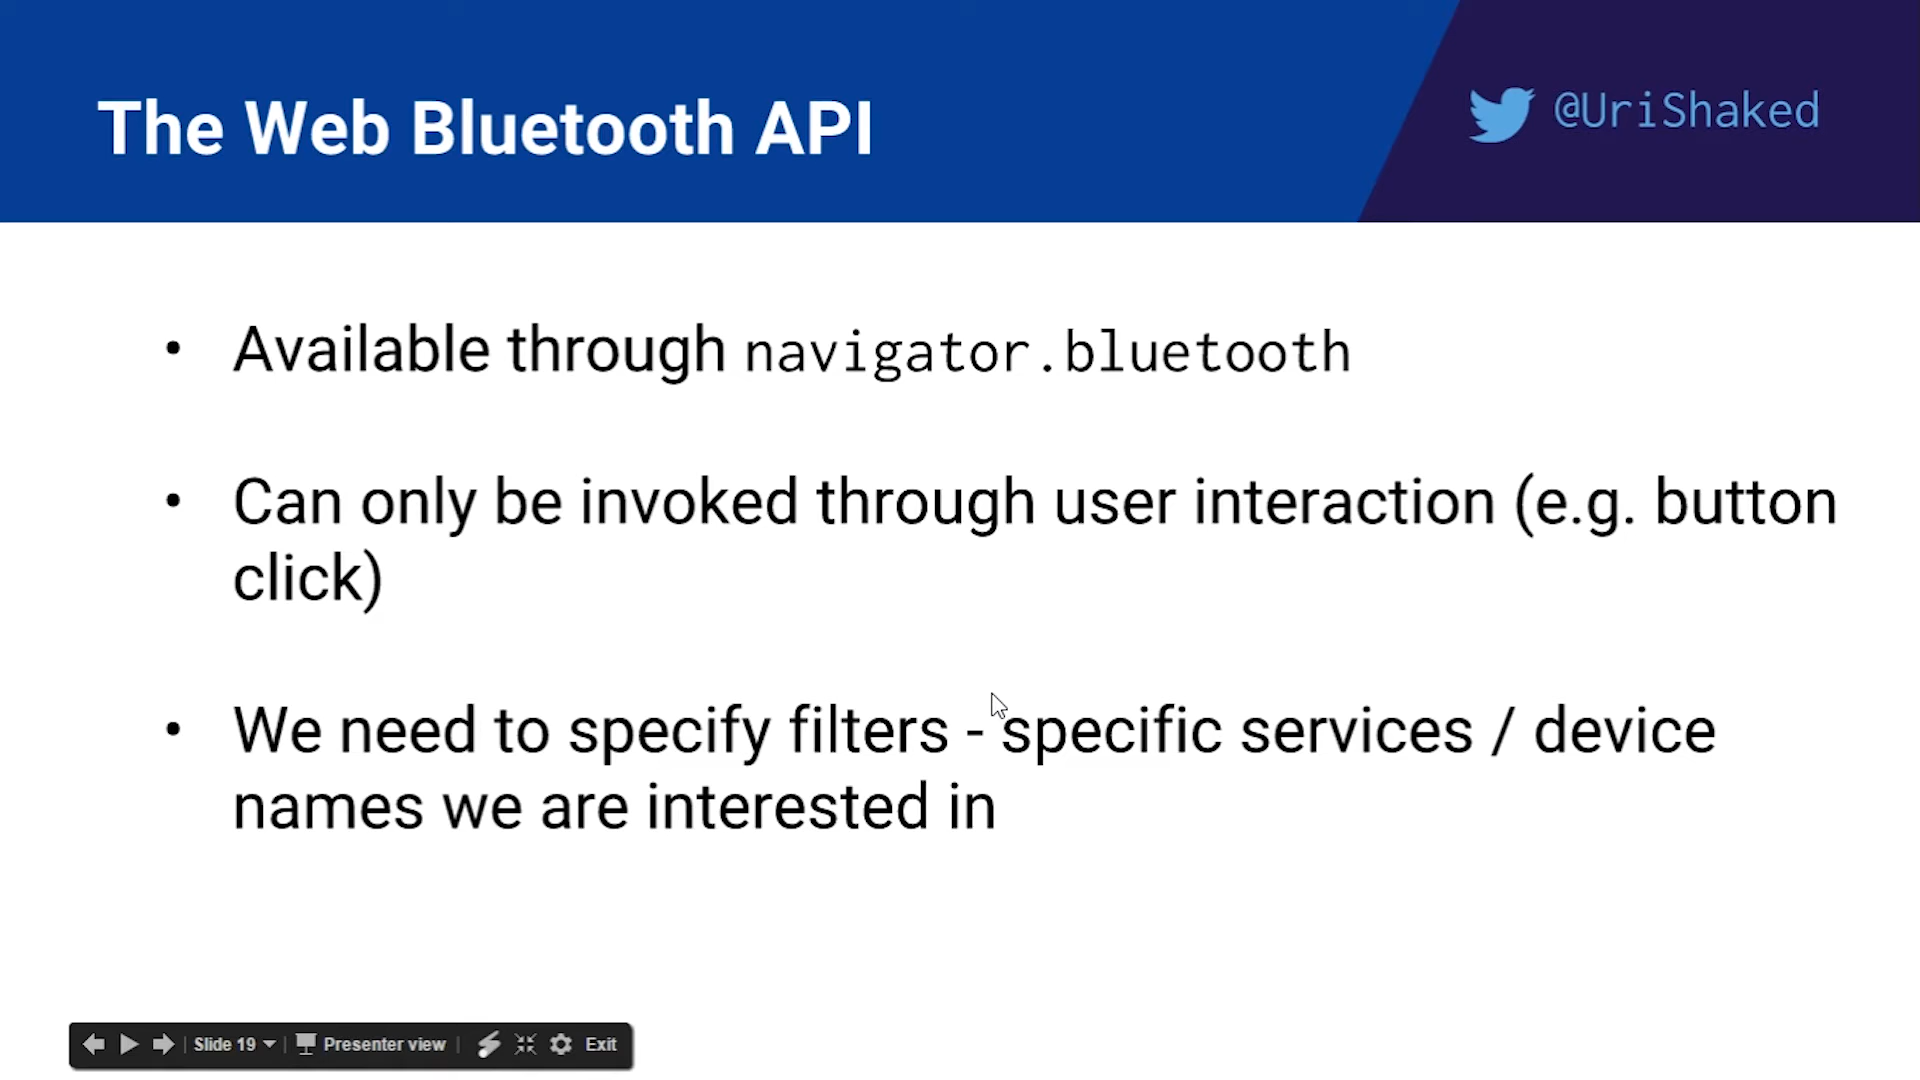 The Web Bluetooth API
@UriShaked
• Available through navigator.bluetooth
• Can only be invoked through user interaction (e.g. button
click)
• We need to specify filters - specific services / device
names we are interested in
Slide 19 Presenter view Exit